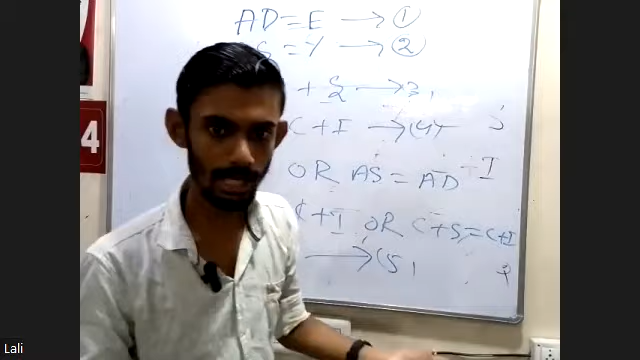 AD = E → ①
S = Y → ②
+ S → 3
C + I → (4)
OR AS = AD
I
C + I OR C + S = C + I
→ (5)
4
Lali